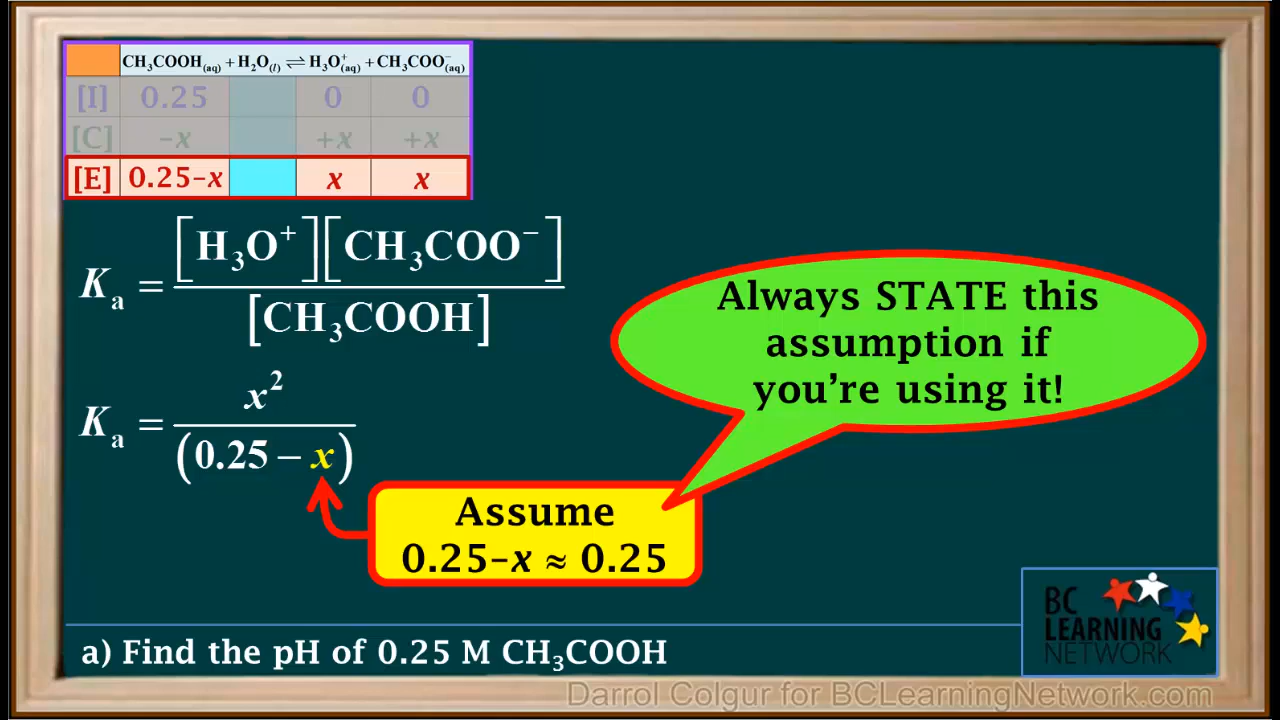 CH₃COOH(aq) + H₂O(l) ⇌ H₃O⁺(aq) + CH₃COO⁻(aq)
[I] 0.25 0 0
[C] –x +x +x
[E] 0.25–x x x
Kₐ = [H₃O⁺][CH₃COO⁻] / [CH₃COOH]
Kₐ = x² / (0.25 – x)
Always STATE this
assumption if
you're using it!
Assume
0.25–x ≈ 0.25
a) Find the pH of 0.25 M CH₃COOH
BC
LEARNING
NETWORK
Darrol Colgur for BCLearningNetwork.com